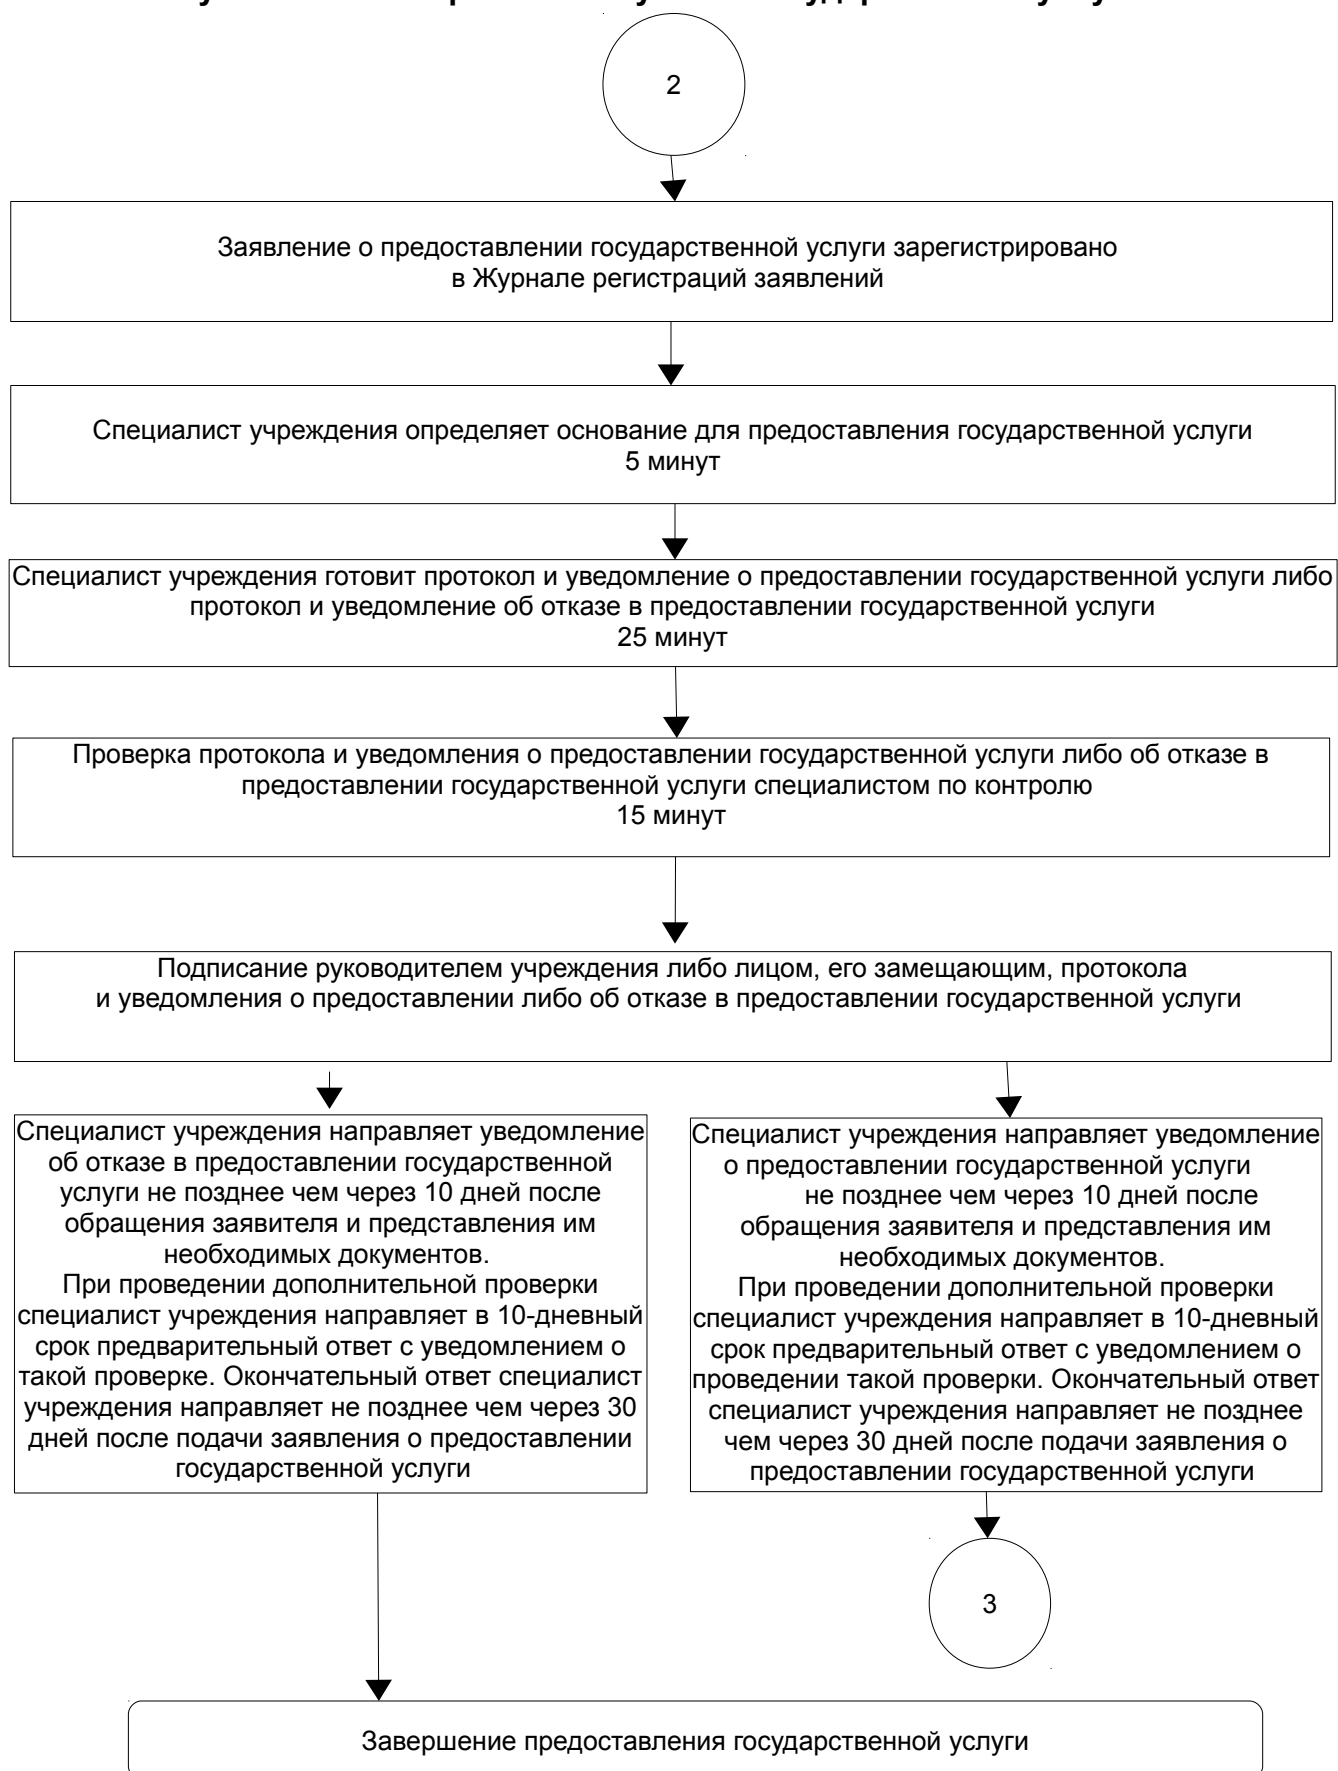 2
Заявление о предоставлении государственной услуги зарегистрировано
в Журнале регистраций заявлений
Специалист учреждения определяет основание для предоставления государственной услуги
5 минут
Специалист учреждения готовит протокол и уведомление о предоставлении государственной услуги либо
протокол и уведомление об отказе в предоставлении государственной услуги
25 минут
Проверка протокола и уведомления о предоставлении государственной услуги либо об отказе в
предоставлении государственной услуги специалистом по контролю
15 минут
Подписание руководителем учреждения либо лицом, его замещающим, протокола
и уведомления о предоставлении либо об отказе в предоставлении государственной услуги
Специалист учреждения направляет уведомление
об отказе в предоставлении государственной
услуги не позднее чем через 10 дней после
обращения заявителя и представления им
необходимых документов.
При проведении дополнительной проверки
специалист учреждения направляет в 10-дневный
срок предварительный ответ с уведомлением о
такой проверке. Окончательный ответ специалист
учреждения направляет не позднее чем через 30
дней после подачи заявления о предоставлении
государственной услуги
Специалист учреждения направляет уведомление
о предоставлении государственной услуги
не позднее чем через 10 дней после
обращения заявителя и представления им
необходимых документов.
При проведении дополнительной проверки
специалист учреждения направляет в 10-дневный
срок предварительный ответ с уведомлением о
проведении такой проверки. Окончательный ответ
специалист учреждения направляет не позднее
чем через 30 дней после подачи заявления о
предоставлении государственной услуги
3
Завершение предоставления государственной услуги